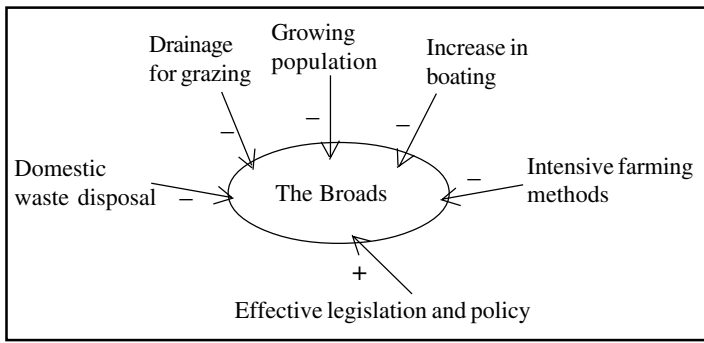 Drainage
for grazing
Growing
population
Increase in
boating
–
–
–
Domestic
waste disposal
–
The Broads
–
Intensive farming
methods
+
Effective legislation and policy